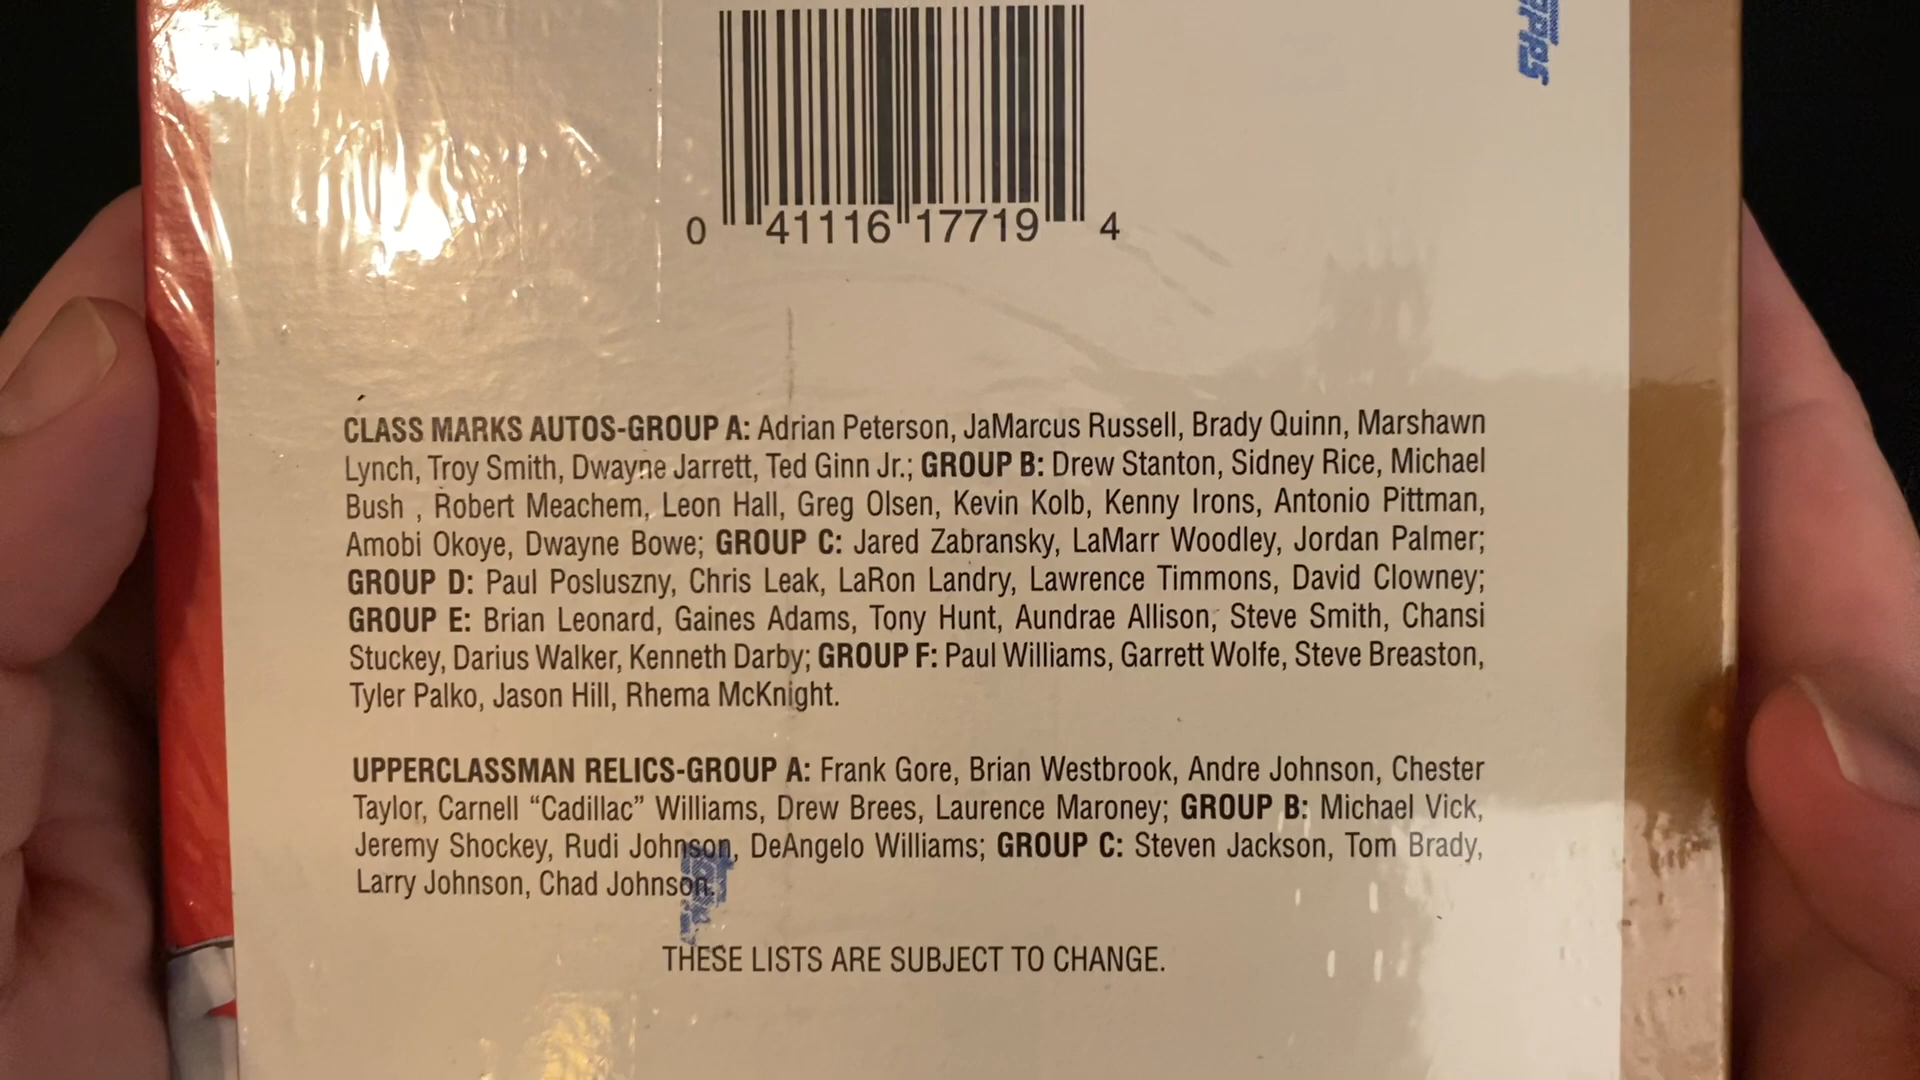 topps
0 41116 17719 4
CLASS MARKS AUTOS-GROUP A: Adrian Peterson, JaMarcus Russell, Brady Quinn, Marshawn
Lynch, Troy Smith, Dwayne Jarrett, Ted Ginn Jr.; GROUP B: Drew Stanton, Sidney Rice, Michael
Bush , Robert Meachem, Leon Hall, Greg Olsen, Kevin Kolb, Kenny Irons, Antonio Pittman,
Amobi Okoye, Dwayne Bowe; GROUP C: Jared Zabransky, LaMarr Woodley, Jordan Palmer;
GROUP D: Paul Posluszny, Chris Leak, LaRon Landry, Lawrence Timmons, David Clowney;
GROUP E: Brian Leonard, Gaines Adams, Tony Hunt, Aundrae Allison, Steve Smith, Chansi
Stuckey, Darius Walker, Kenneth Darby; GROUP F: Paul Williams, Garrett Wolfe, Steve Breaston,
Tyler Palko, Jason Hill, Rhema McKnight.
UPPERCLASSMAN RELICS-GROUP A: Frank Gore, Brian Westbrook, Andre Johnson, Chester
Taylor, Carnell “Cadillac” Williams, Drew Brees, Laurence Maroney; GROUP B: Michael Vick,
Jeremy Shockey, Rudi Johnson, DeAngelo Williams; GROUP C: Steven Jackson, Tom Brady,
Larry Johnson, Chad Johnson.
THESE LISTS ARE SUBJECT TO CHANGE.